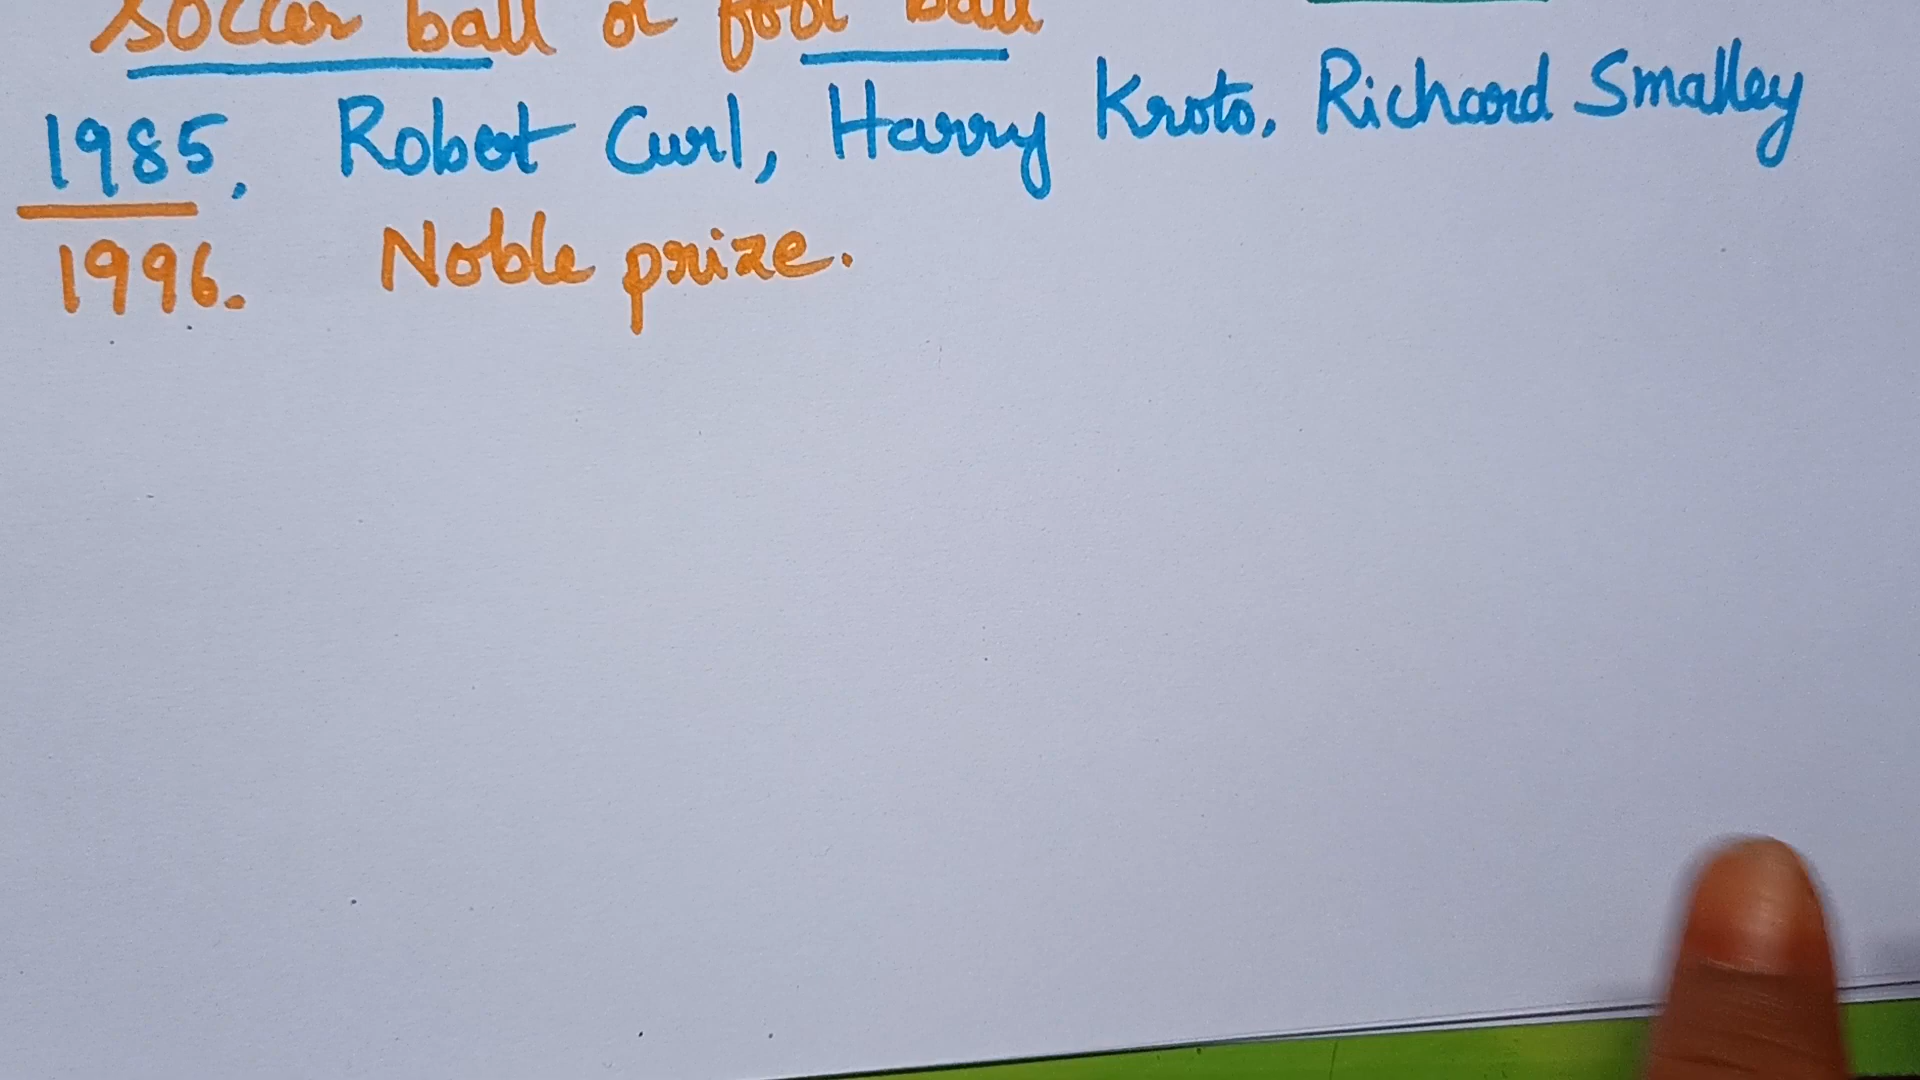 soccer ball or foot ball
1985, Robert Curl, Harry Kroto, Richard Smalley
1996. Noble prize.